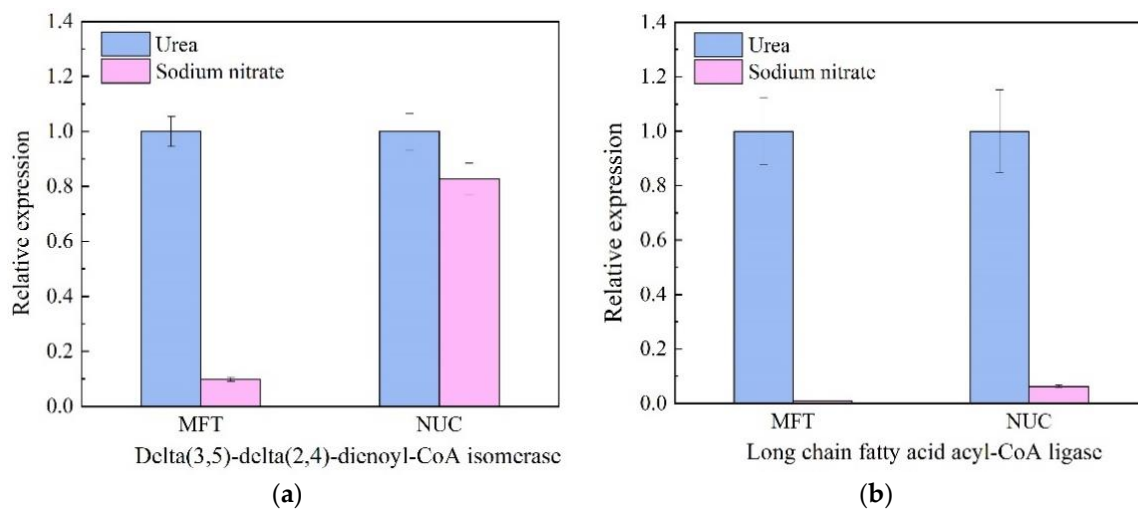 1.4
1.2
1.0
0.8
0.6
0.4
0.2
0.0
Relative expression
Urea
Sodium nitrate
MFT NUC
Delta(3,5)-delta(2,4)-dienoyl-CoA isomerase
(a)
1.4
1.2
1.0
0.8
0.6
0.4
0.2
0.0
Relative expression
Urea
Sodium nitrate
MFT NUC
Long chain fatty acid acyl-CoA ligase
(b)